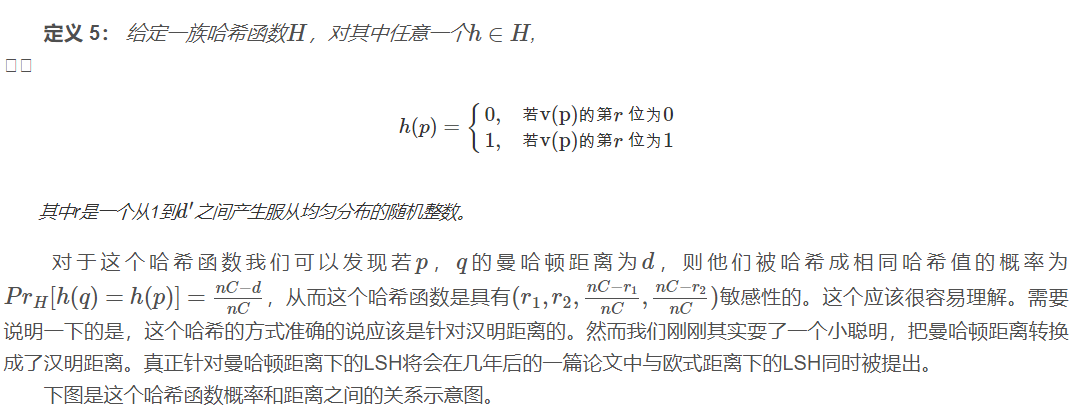 定义 5： 给定一族哈希函数H，对其中任意一个h ∈ H,
h(p) = { 0, 若v(p)的第r 位为0
1, 若v(p)的第r 位为1
其中r是一个从1到d′之间产生服从均匀分布的随机整数。
对于这个哈希函数我们可以发现若p，q的曼哈顿距离为d，则他们被哈希成相同哈希值的概率为
Pr_H[h(q) = h(p)] = \frac{nC-d}{nC}，从而这个哈希函数是具有(r_1, r_2, \frac{nC-r_1}{nC}, \frac{nC-r_2}{nC})敏感性的。这个应该很容易理解。需要
说明一下的是，这个哈希的方式准确的说应该是针对汉明距离的。然而我们刚刚其实耍了一个小聪明，把曼哈顿距离转换
成了汉明距离。真正针对曼哈顿距离下的LSH将会在几年后的一篇论文中与欧式距离下的LSH同时被提出。
下图是这个哈希函数概率和距离之间的关系示意图。